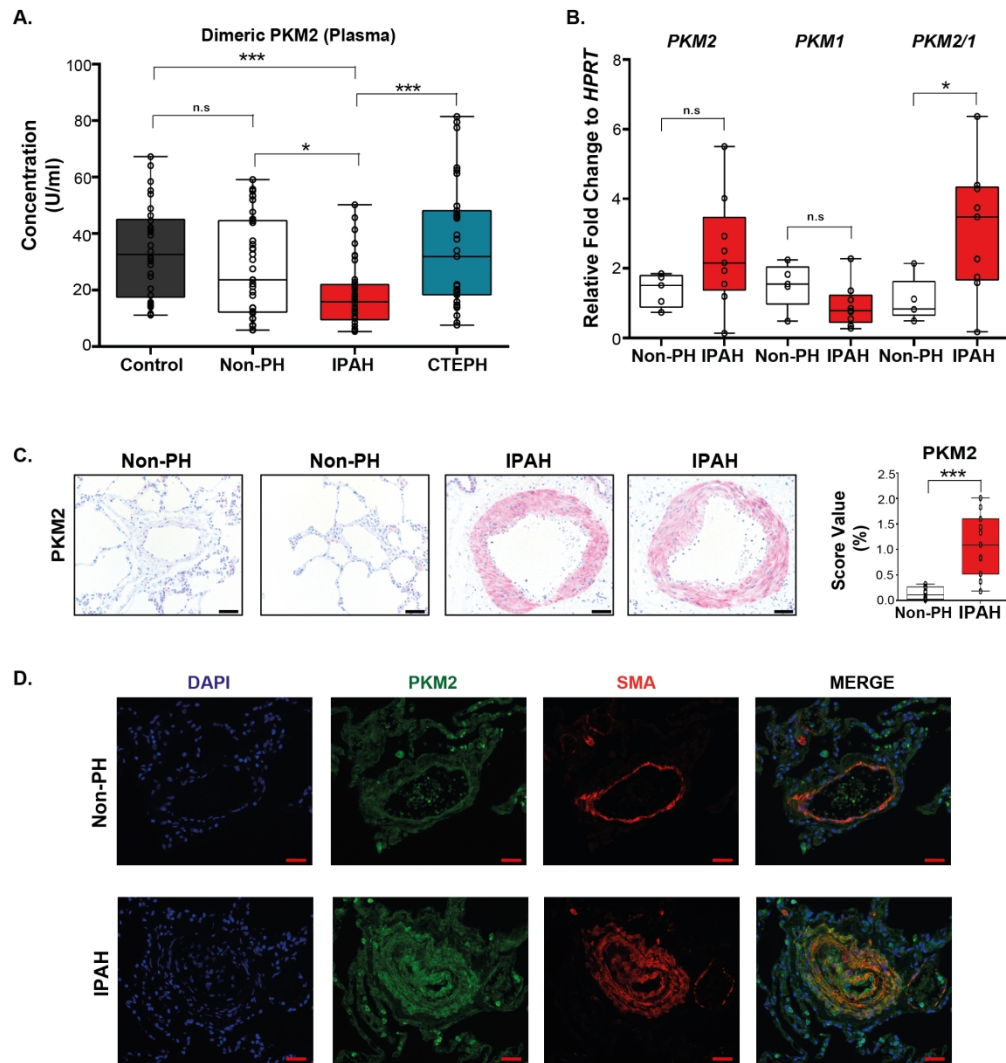 A.
Dimeric PKM2 (Plasma)
***
***
n.s
*
100
80
60
40
20
0
Concentration
(U/ml)
Control Non-PH IPAH CTEPH
B.
PKM2 PKM1 PKM2/1
*
n.s
n.s
8
6
4
2
0
Relative Fold Change to HPRT
Non-PH IPAH Non-PH IPAH Non-PH IPAH
C.
Non-PH Non-PH IPAH IPAH
PKM2
PKM2
***
2.5
2.0
1.5
1.0
0.5
0.0
Score Value
(%)
Non-PH IPAH
D.
DAPI PKM2 SMA MERGE
Non-PH
IPAH